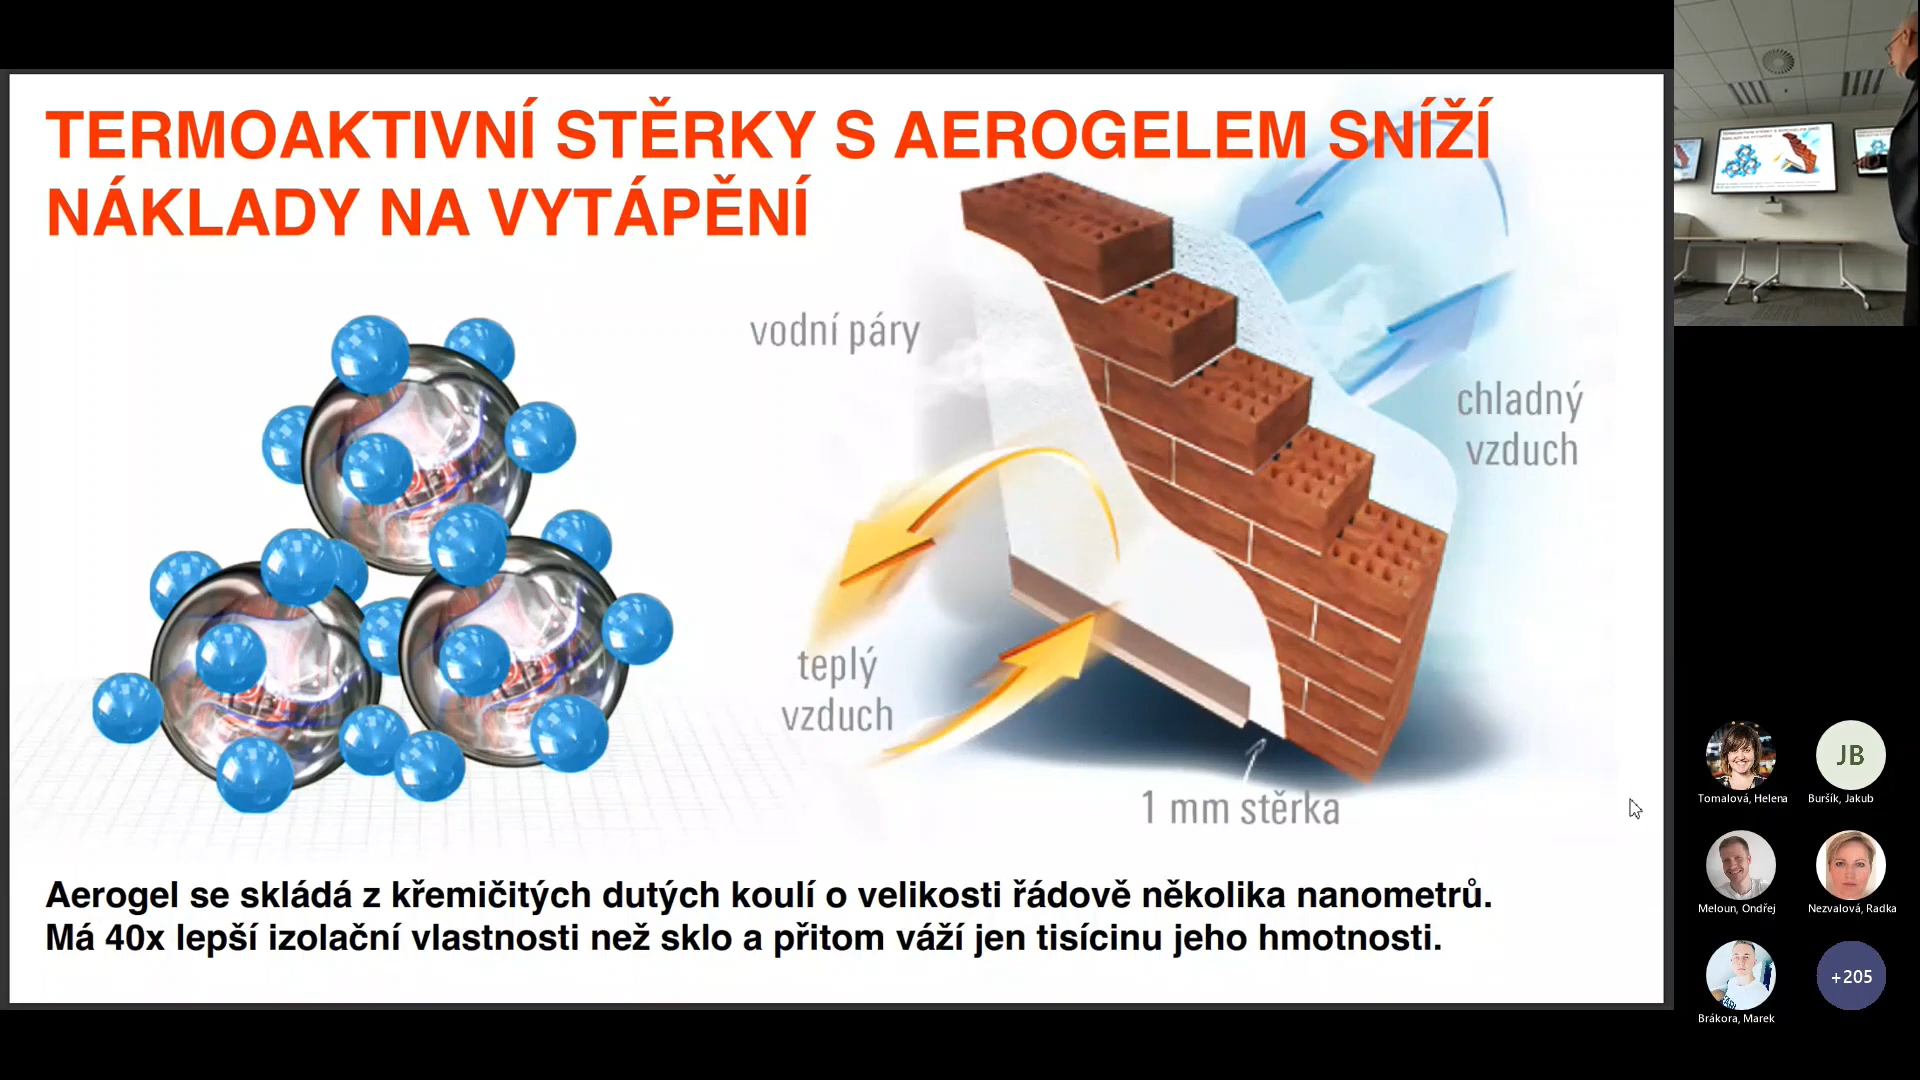 TERMOAKTIVNÍ STĚRKY S AEROGELEM SNÍŽÍ
NÁKLADY NA VYTÁPĚNÍ
vodní páry
chladný
vzduch
teplý
vzduch
1 mm stěrka
Aerogel se skládá z křemičitých dutých koulí o velikosti řádově několika nanometrů.
Má 40x lepší izolační vlastnosti než sklo a přitom váží jen tisícinu jeho hmotnosti.
JB
Tomalová, Helena
Buršík, Jakub
Meloun, Ondřej
Nezvalová, Radka
+205
Brákora, Marek